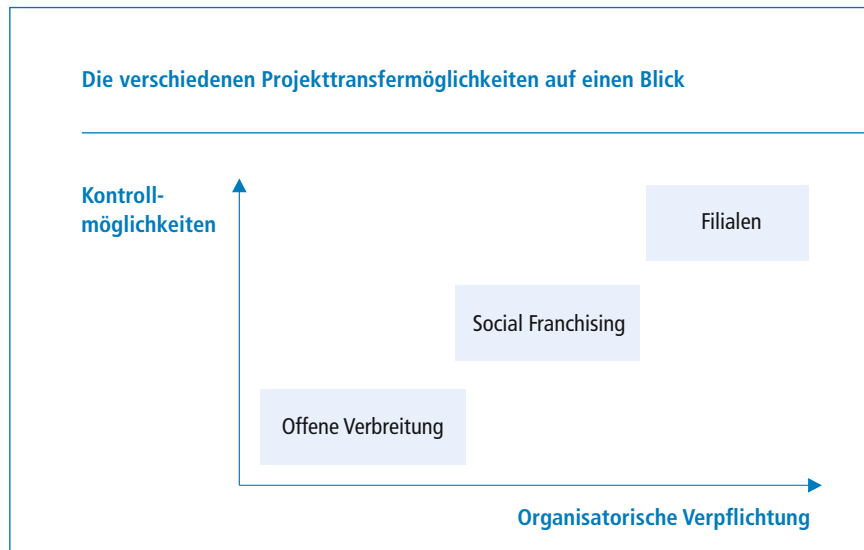 Die verschiedenen Projekttransfermöglichkeiten auf einen Blick
Kontroll-
möglichkeiten
Filialen
Social Franchising
Offene Verbreitung
Organisatorische Verpflichtung